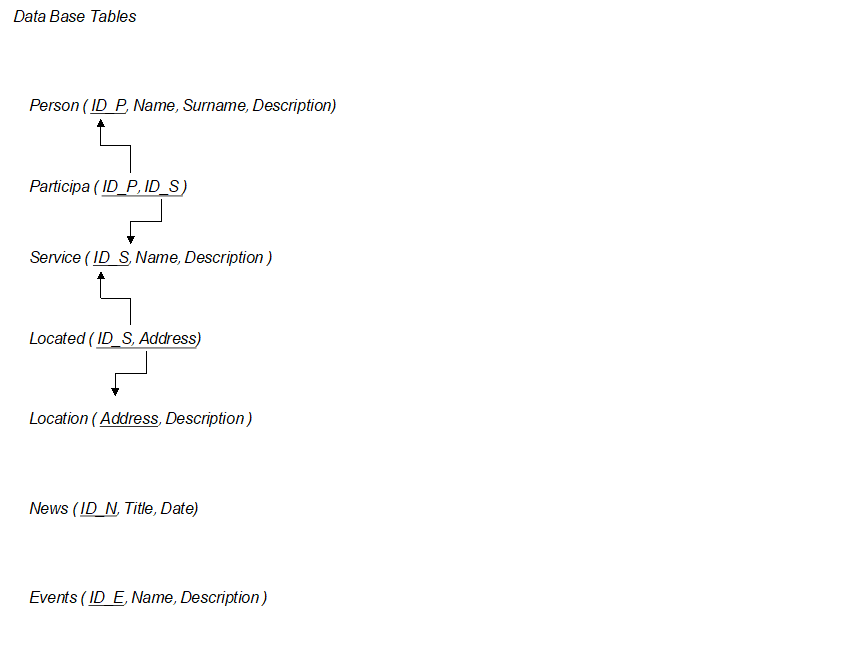 Data Base Tables
Person ( ID_P, Name, Surname, Description)
Participa ( ID_P, ID_S )
Service ( ID_S, Name, Description )
Located ( ID_S, Address)
Location ( Address, Description )
News ( ID_N, Title, Date)
Events ( ID_E, Name, Description )